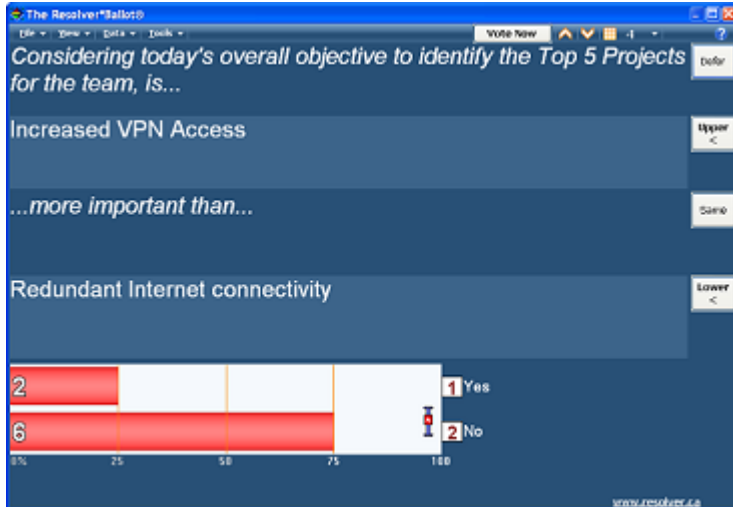 The Resolver*Ballot®
File View Data Tools Vote Now -1 ?
Considering today's overall objective to identify the Top 5 Projects
for the team, is...
Defer
Increased VPN Access
Upper
<
...more important than...
Same
Redundant Internet connectivity
Lower
<
2 1 Yes
6 2 No
0% 25 50 75 100
www.resolver.ca